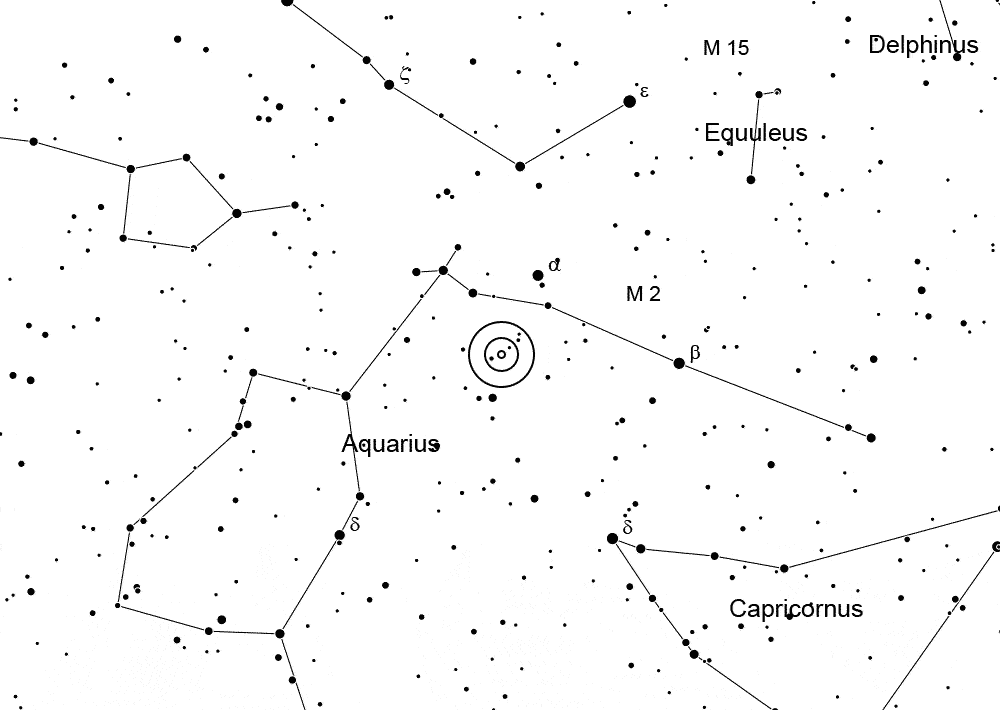 Delphinus
M 15
ζ
ε
Equuleus
α
M 2
β
Aquarius
δ
δ
Capricornus